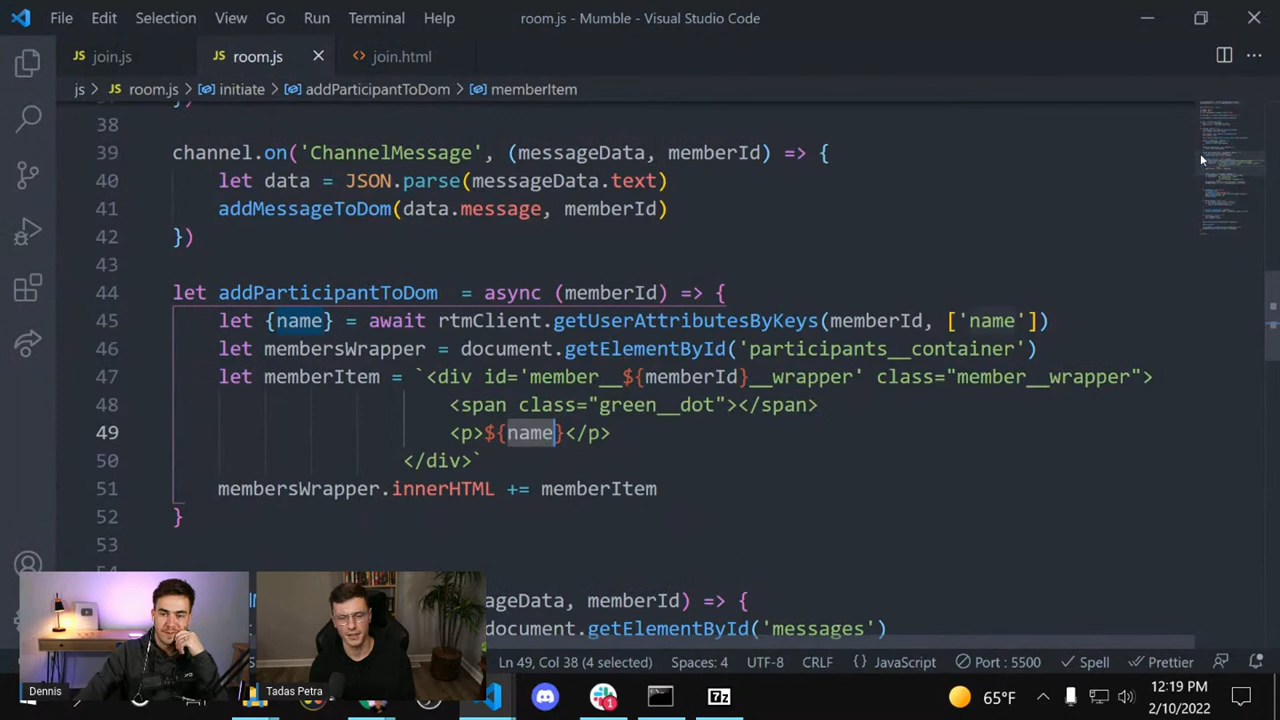 File Edit Selection View Go Run Terminal Help room.js - Mumble - Visual Studio Code
JS join.js JS room.js join.html
js > JS room.js > initiate > addParticipantToDom > memberItem
38
39 channel.on('ChannelMessage', (messageData, memberId) => {
40 let data = JSON.parse(messageData.text)
41 addMessageToDom(data.message, memberId)
42 })
43
44 let addParticipantToDom = async (memberId) => {
45 let {name} = await rtmClient.getUserAttributesByKeys(memberId, ['name'])
46 let membersWrapper = document.getElementById('participants__container')
47 let memberItem = `<div id='member__${memberId}__wrapper' class="member__wrapper">
48 <span class="green__dot"></span>
49 <p>${name}</p>
50 </div>`
51 membersWrapper.innerHTML += memberItem
52 }
53
ageData, memberId) => {
document.getElementById('messages')
Dennis Tadas Petra
Ln 49, Col 38 (4 selected) Spaces: 4 UTF-8 CRLF {} JavaScript Port : 5500 Spell Prettier
1 7z 65°F 12:19 PM
2/10/2022